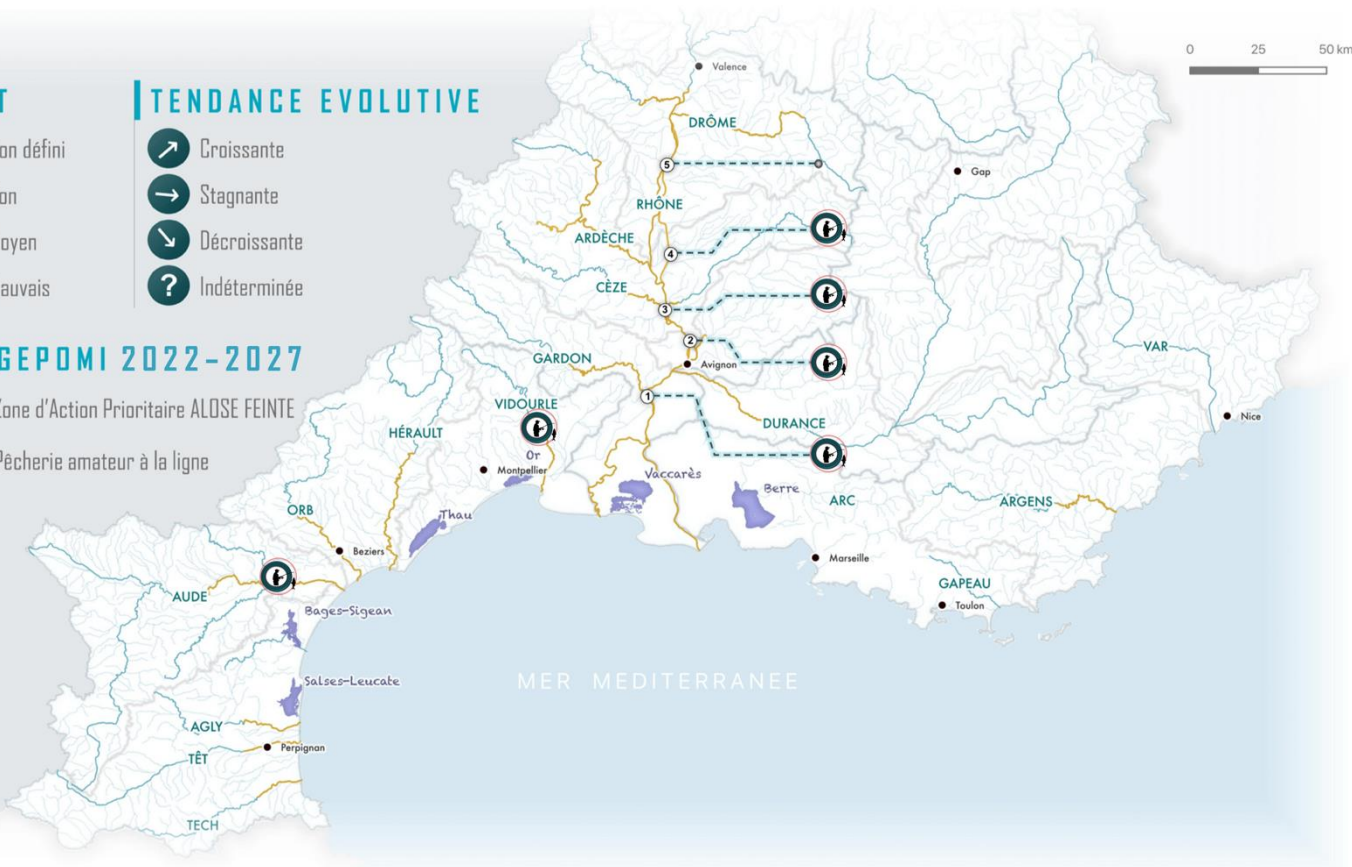 0 25 50 km
T
TENDANCE EVOLUTIVE
on défini
Croissante
on
Stagnante
oyen
Décroissante
auvais
? Indéterminée
GEPOMI 2022-2027
Zone d'Action Prioritaire ALOSE FEINTE
Pêcherie amateur à la ligne
Valence
DRÔME
5
Gap
RHÔNE
ARDÈCHE
4
CÈZE
3
2
VAR
GARDON
Avignon
1
VIDOURLE
Nice
HÉRAULT
DURANCE
Or
Montpellier
Vaccarès
Berre
ARC
ARGENS
ORB
Thau
Beziers
Marseille
GAPEAU
AUDE
Toulon
Bages-Sigean
Salses-Leucate
MER MEDITERRANEE
AGLY
Perpignan
TÊT
TECH